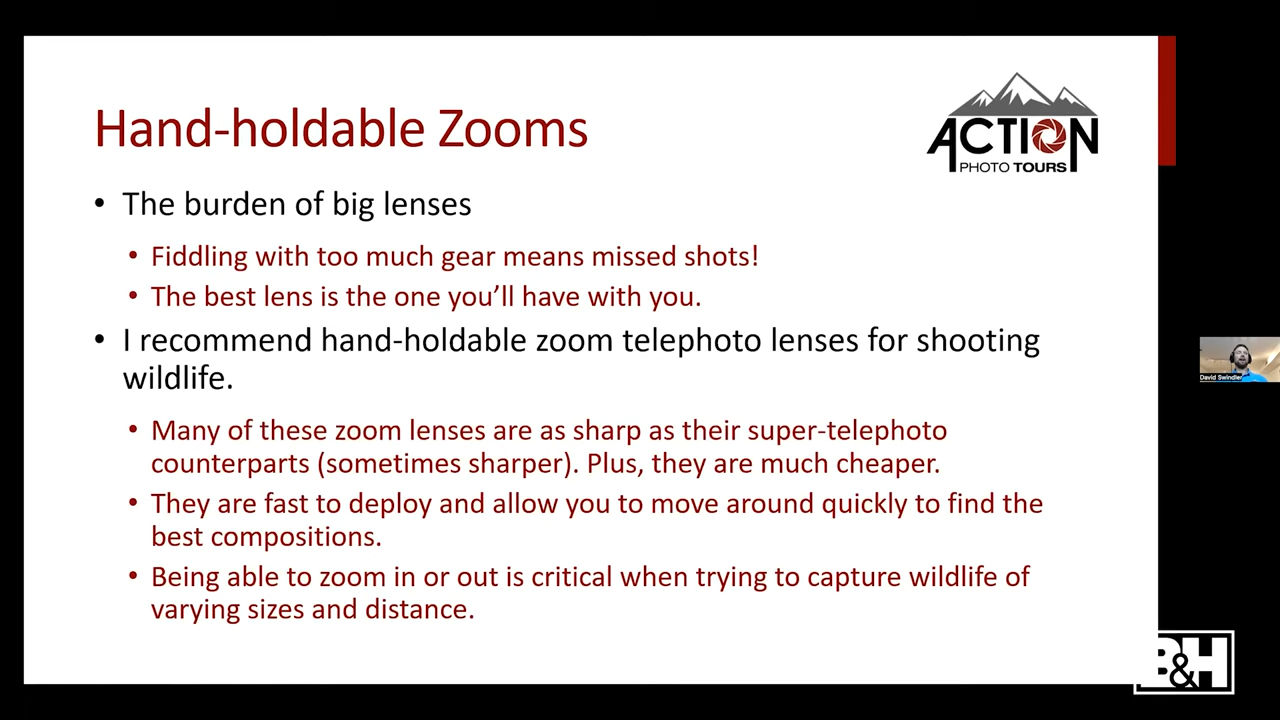 Hand-holdable Zooms
ACTION
PHOTO TOURS
• The burden of big lenses
• Fiddling with too much gear means missed shots!
• The best lens is the one you’ll have with you.
• I recommend hand-holdable zoom telephoto lenses for shooting
wildlife.
• Many of these zoom lenses are as sharp as their super-telephoto
counterparts (sometimes sharper). Plus, they are much cheaper.
• They are fast to deploy and allow you to move around quickly to find the
best compositions.
• Being able to zoom in or out is critical when trying to capture wildlife of
varying sizes and distance.
David Swindler
B&H